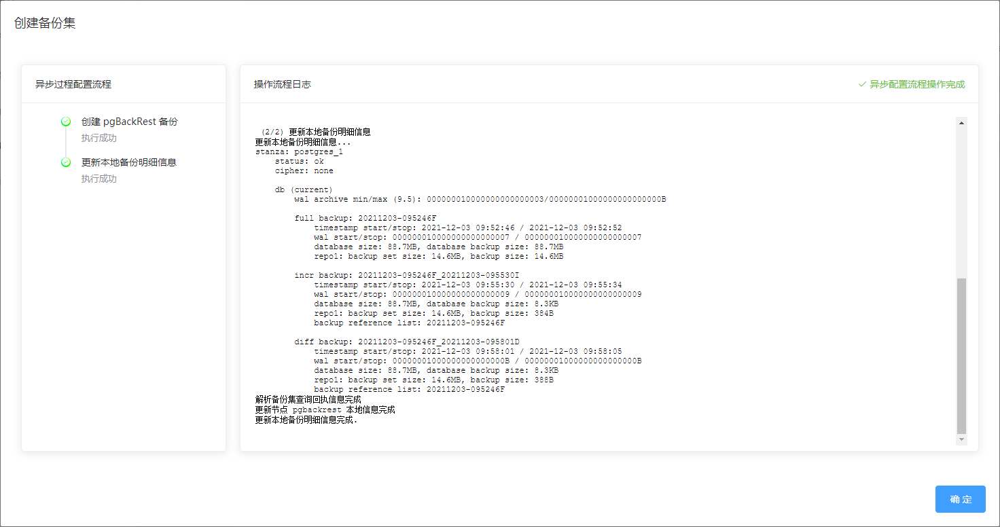 创建备份集
异步过程配置流程
创建 pgBackRest 备份
执行成功
更新本地备份明细信息
执行成功
操作流程日志
异步配置流程操作完成
(2/2) 更新本地备份明细信息
更新本地备份明细信息...
stanza: postgres_1
status: ok
cipher: none
db (current)
wal archive min/max (9.5): 000000010000000000000003/00000001000000000000000B
full backup: 20211203-095246F
timestamp start/stop: 2021-12-03 09:52:46 / 2021-12-03 09:52:52
wal start/stop: 000000010000000000000007 / 000000010000000000000007
database size: 88.7MB, database backup size: 88.7MB
repo1: backup set size: 14.6MB, backup size: 14.6MB
incr backup: 20211203-095246F_20211203-095530I
timestamp start/stop: 2021-12-03 09:55:30 / 2021-12-03 09:55:34
wal start/stop: 000000010000000000000009 / 000000010000000000000009
database size: 88.7MB, database backup size: 8.3KB
repo1: backup set size: 14.6MB, backup size: 384B
backup reference list: 20211203-095246F
diff backup: 20211203-095246F_20211203-095801D
timestamp start/stop: 2021-12-03 09:58:01 / 2021-12-03 09:58:05
wal start/stop: 00000001000000000000000B / 00000001000000000000000B
database size: 88.7MB, database backup size: 8.3KB
repo1: backup set size: 14.6MB, backup size: 388B
backup reference list: 20211203-095246F
解析备份集查询回执信息完成
更新节点 pgbackrest 本地信息完成
更新本地备份明细信息完成.
确 定